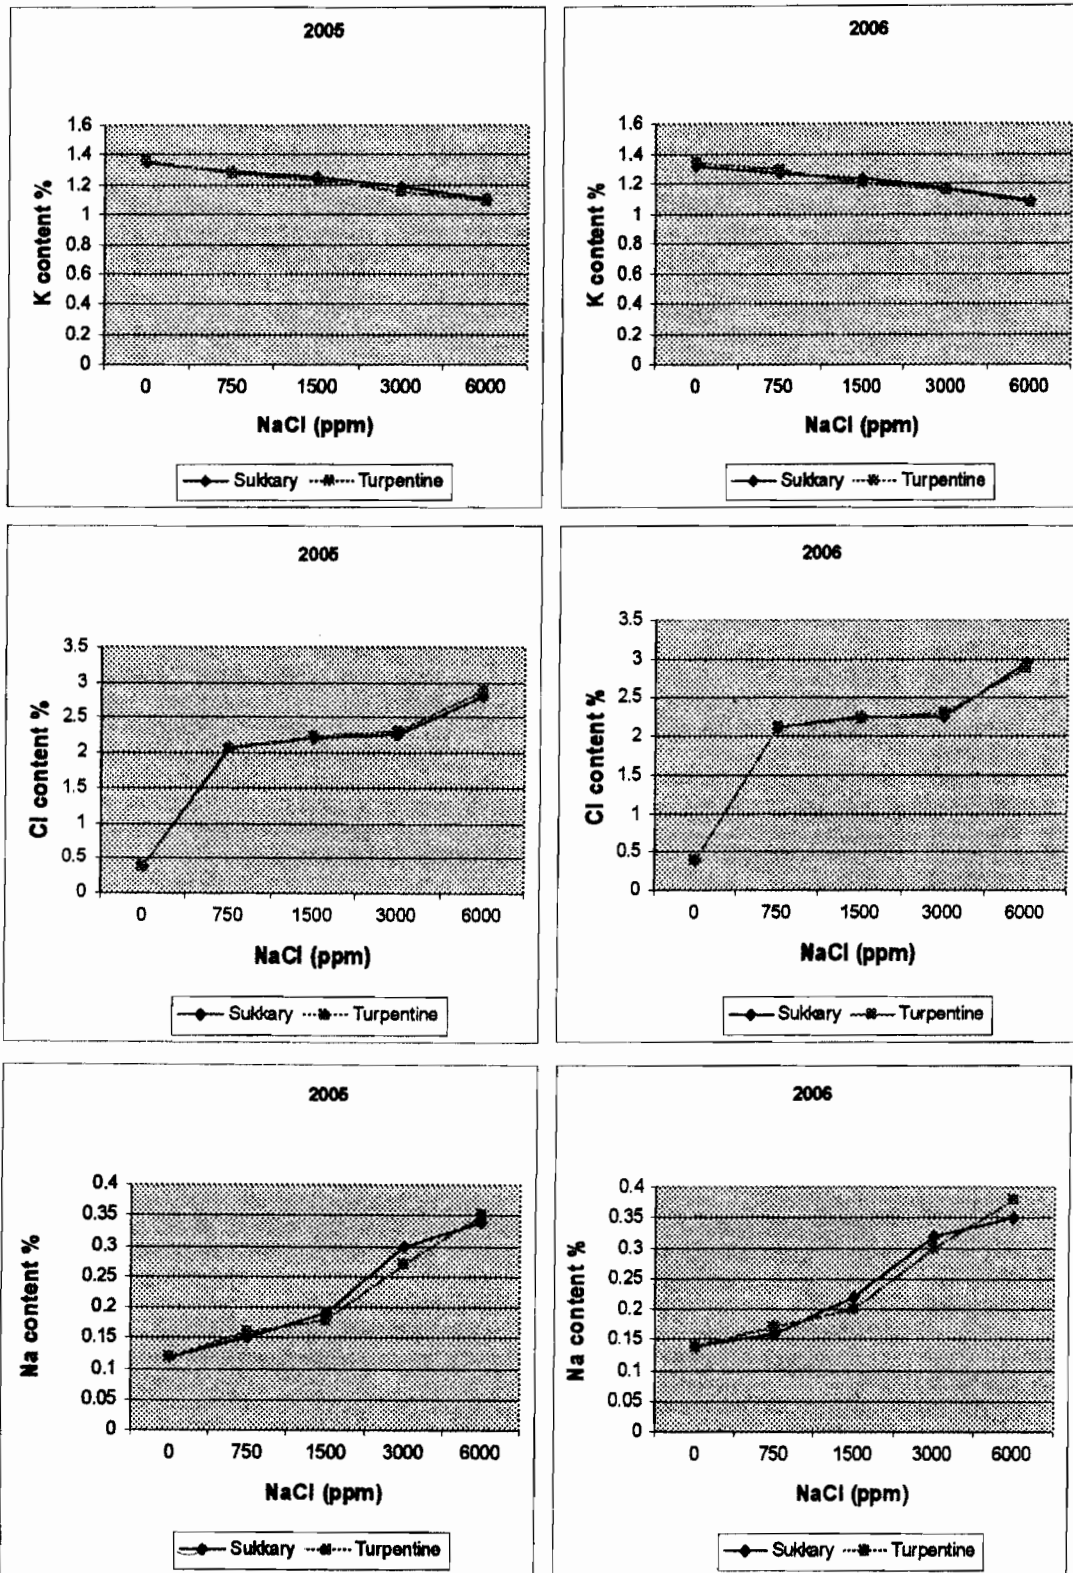 2005
K content %
1.6
1.4
1.2
1
0.8
0.6
0.4
0.2
0
0 750 1500 3000 6000
NaCl (ppm)
Sukkary Turpentine
2006
K content %
1.6
1.4
1.2
1
0.8
0.6
0.4
0.2
0
0 750 1500 3000 6000
NaCl (ppm)
Sukkary Turpentine
2005
Cl content %
3.5
3
2.5
2
1.5
1
0.5
0
0 750 1500 3000 6000
NaCl (ppm)
Sukkary Turpentine
2006
Cl content %
3.5
3
2.5
2
1.5
1
0.5
0
0 750 1500 3000 6000
NaCl (ppm)
Sukkary Turpentine
2005
Na content %
0.4
0.35
0.3
0.25
0.2
0.15
0.1
0.05
0
0 750 1500 3000 6000
NaCl (ppm)
Sukkary Turpentine
2006
Na content %
0.4
0.35
0.3
0.25
0.2
0.15
0.1
0.05
0
0 750 1500 3000 6000
NaCl (ppm)
Sukkary Turpentine